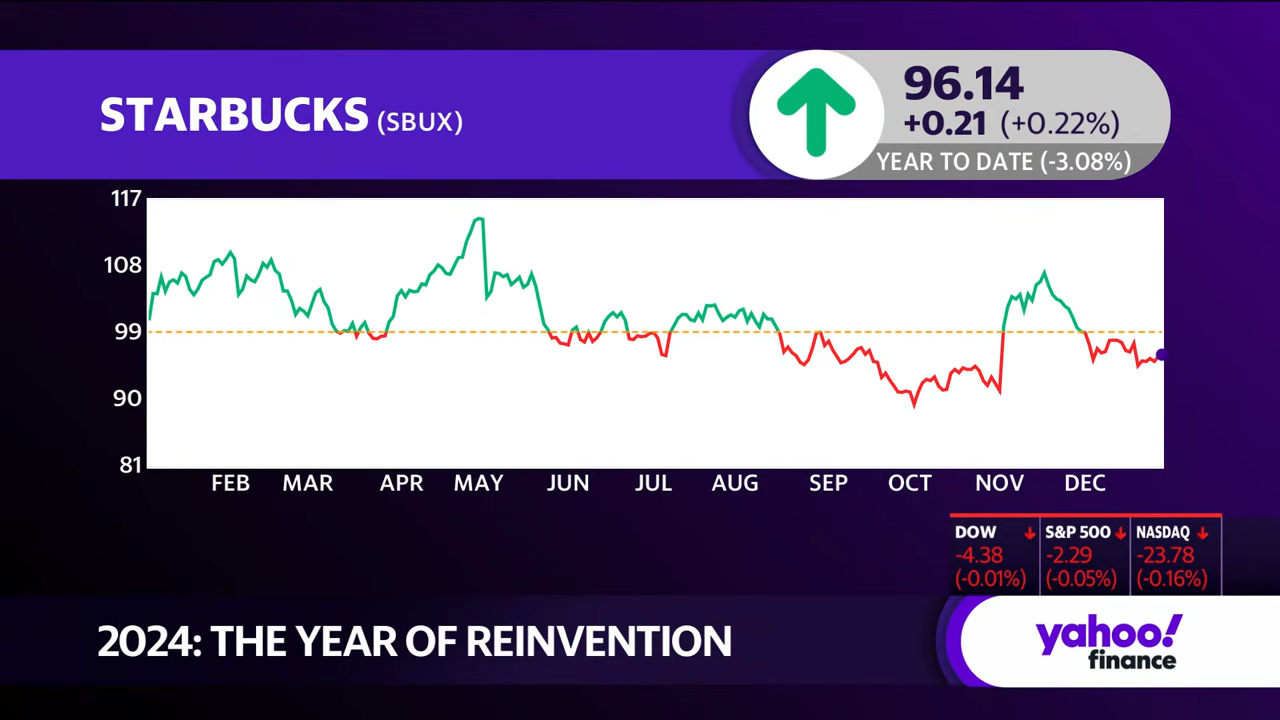 STARBUCKS (SBUX)
96.14
+0.21 (+0.22%)
YEAR TO DATE (-3.08%)
117
108
99
90
81
FEB MAR APR MAY JUN JUL AUG SEP OCT NOV DEC
DOW S&P 500 NASDAQ
-4.38 -2.29 -23.78
(-0.01%) (-0.05%) (-0.16%)
2024: THE YEAR OF REINVENTION
yahoo!
finance